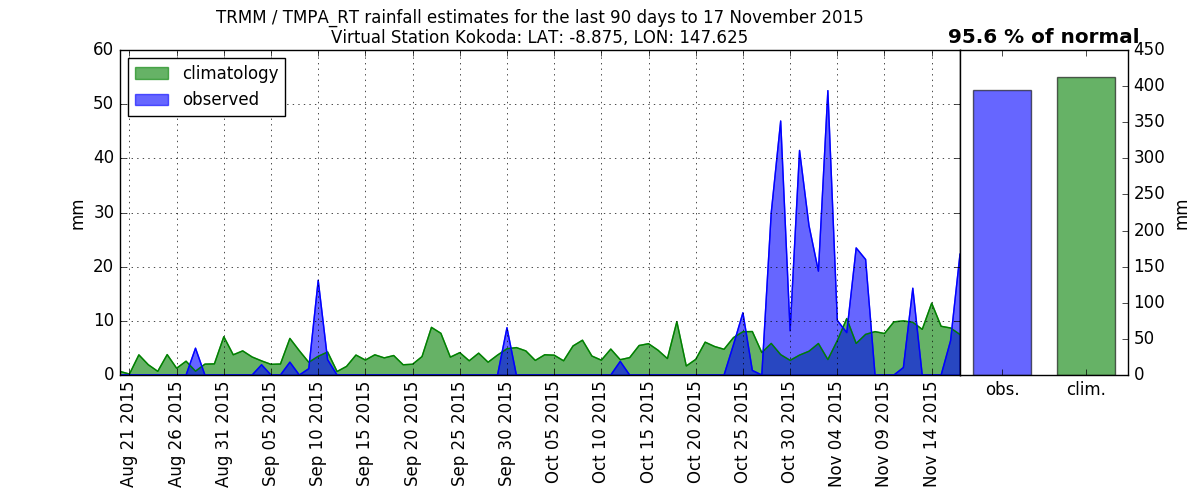 TRMM / TMPA_RT rainfall estimates for the last 90 days to 17 November 2015
Virtual Station Kokoda: LAT: -8.875, LON: 147.625
95.6 % of normal
climatology
observed
mm
60
50
40
30
20
10
0
Aug 21 2015
Aug 26 2015
Aug 31 2015
Sep 05 2015
Sep 10 2015
Sep 15 2015
Sep 20 2015
Sep 25 2015
Sep 30 2015
Oct 05 2015
Oct 10 2015
Oct 15 2015
Oct 20 2015
Oct 25 2015
Oct 30 2015
Nov 04 2015
Nov 09 2015
Nov 14 2015
450
400
350
300
250
200
150
100
50
0
mm
obs.
clim.